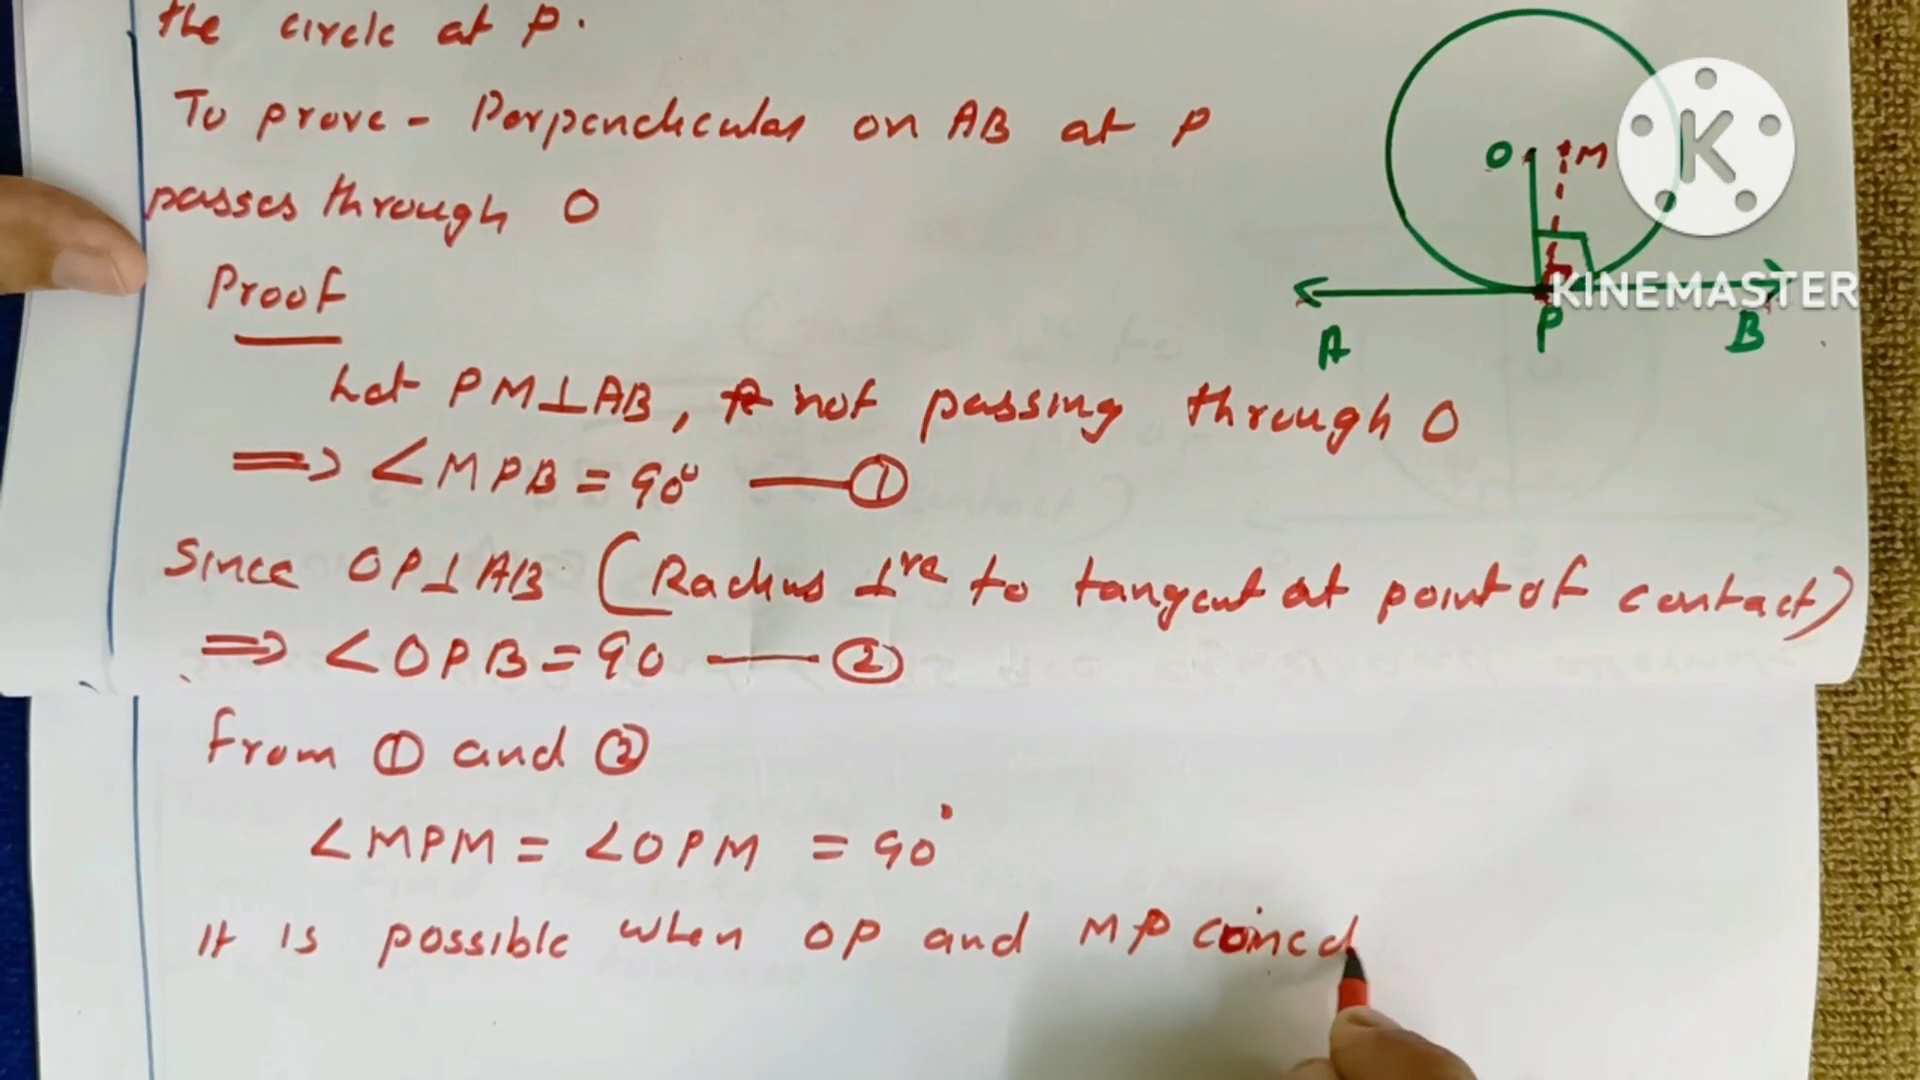 the circle at P.
To prove - Perpendicular on AB at P
passes through O
Proof
Let PM⊥AB, not passing through O
⇒ ∠MPB = 90° —— ①
Since OP⊥AB (Radius ⊥re to tangent at point of contact)
⇒ ∠OPB = 90 —— ②
From ① and ②
∠MPM = ∠OPM = 90°
It is possible when OP and MP coincd
O M
K
KINEMASTER
A P B